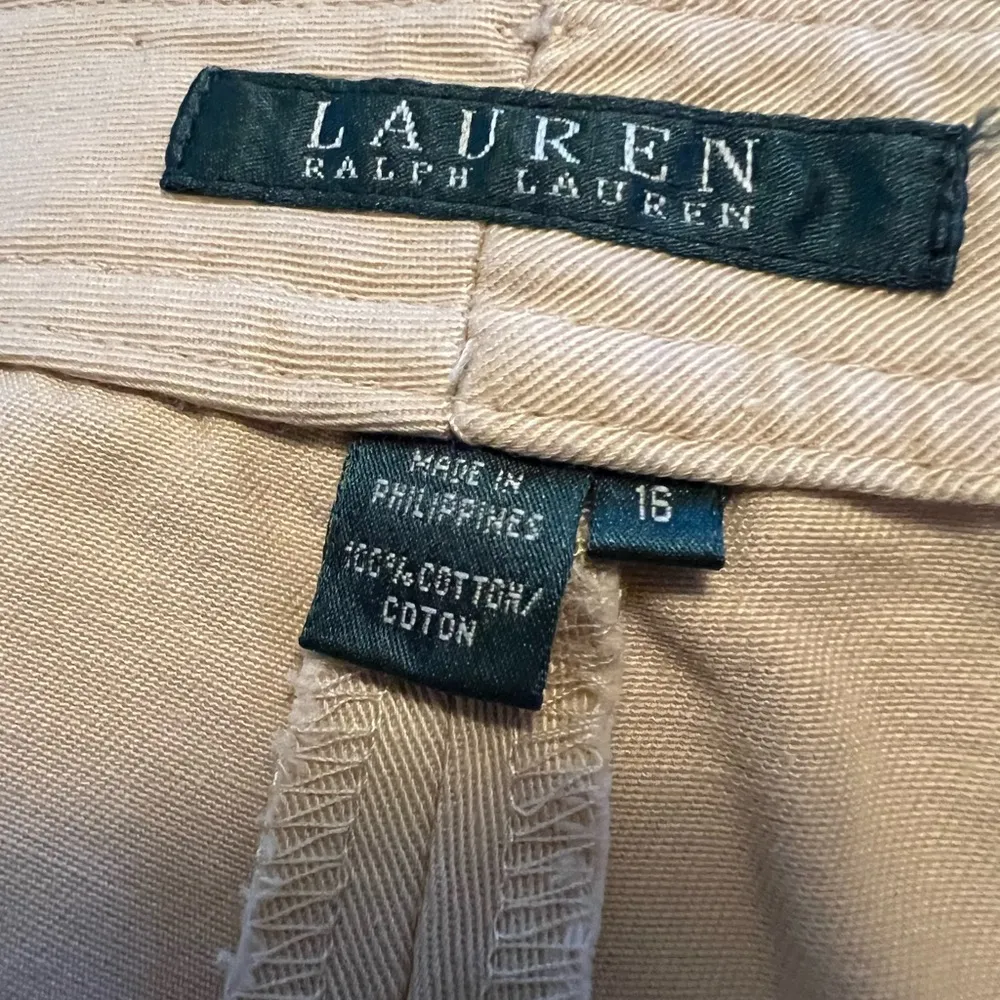 LAUREN
RALPH LAUREN
MADE IN
PHILIPPINES
100% COTTON/
COTON
16